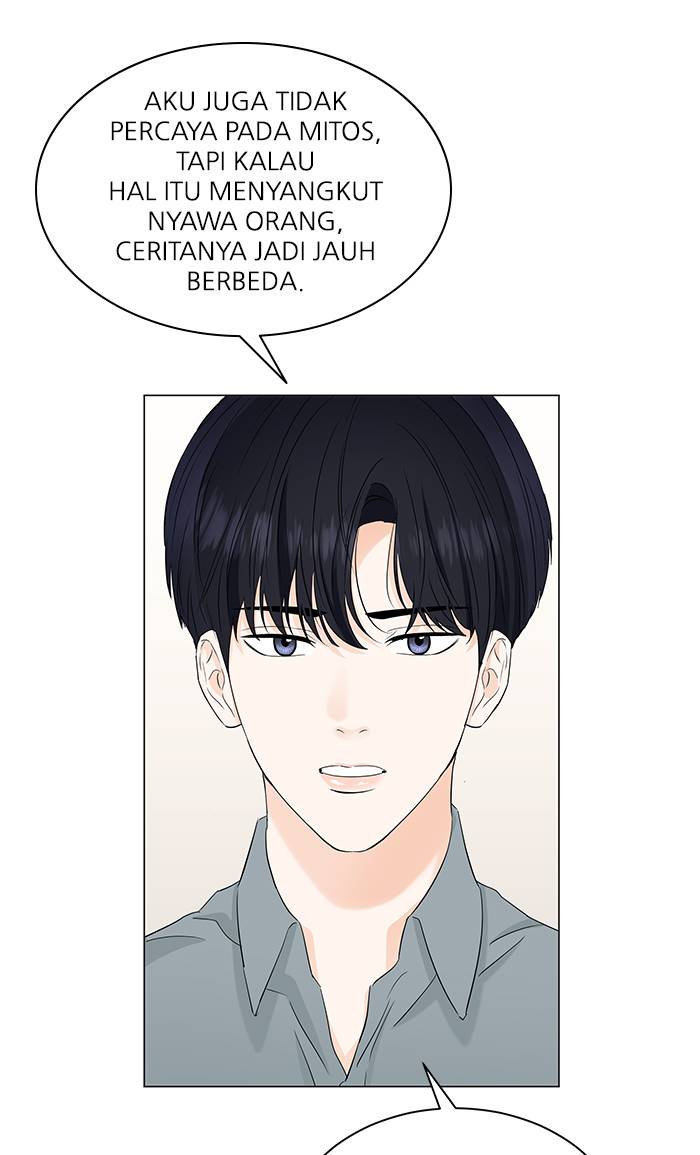 AKU JUGA TIDAK
PERCAYA PADA MITOS,
TAPI KALAU
HAL ITU MENYANGKUT
NYAWA ORANG,
CERITANYA JADI JAUH
BERBEDA.